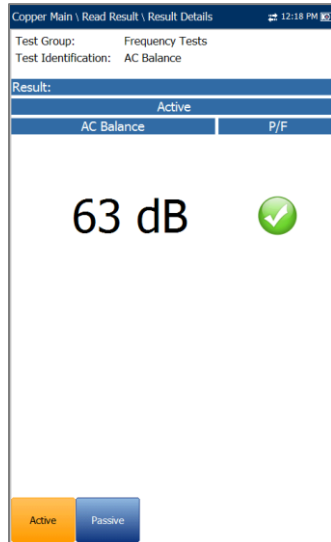 Copper Main \ Read Result \ Result Details 12:18 PM
Test Group: Frequency Tests
Test Identification: AC Balance
Result:
Active
AC Balance P/F
63 dB
Active Passive